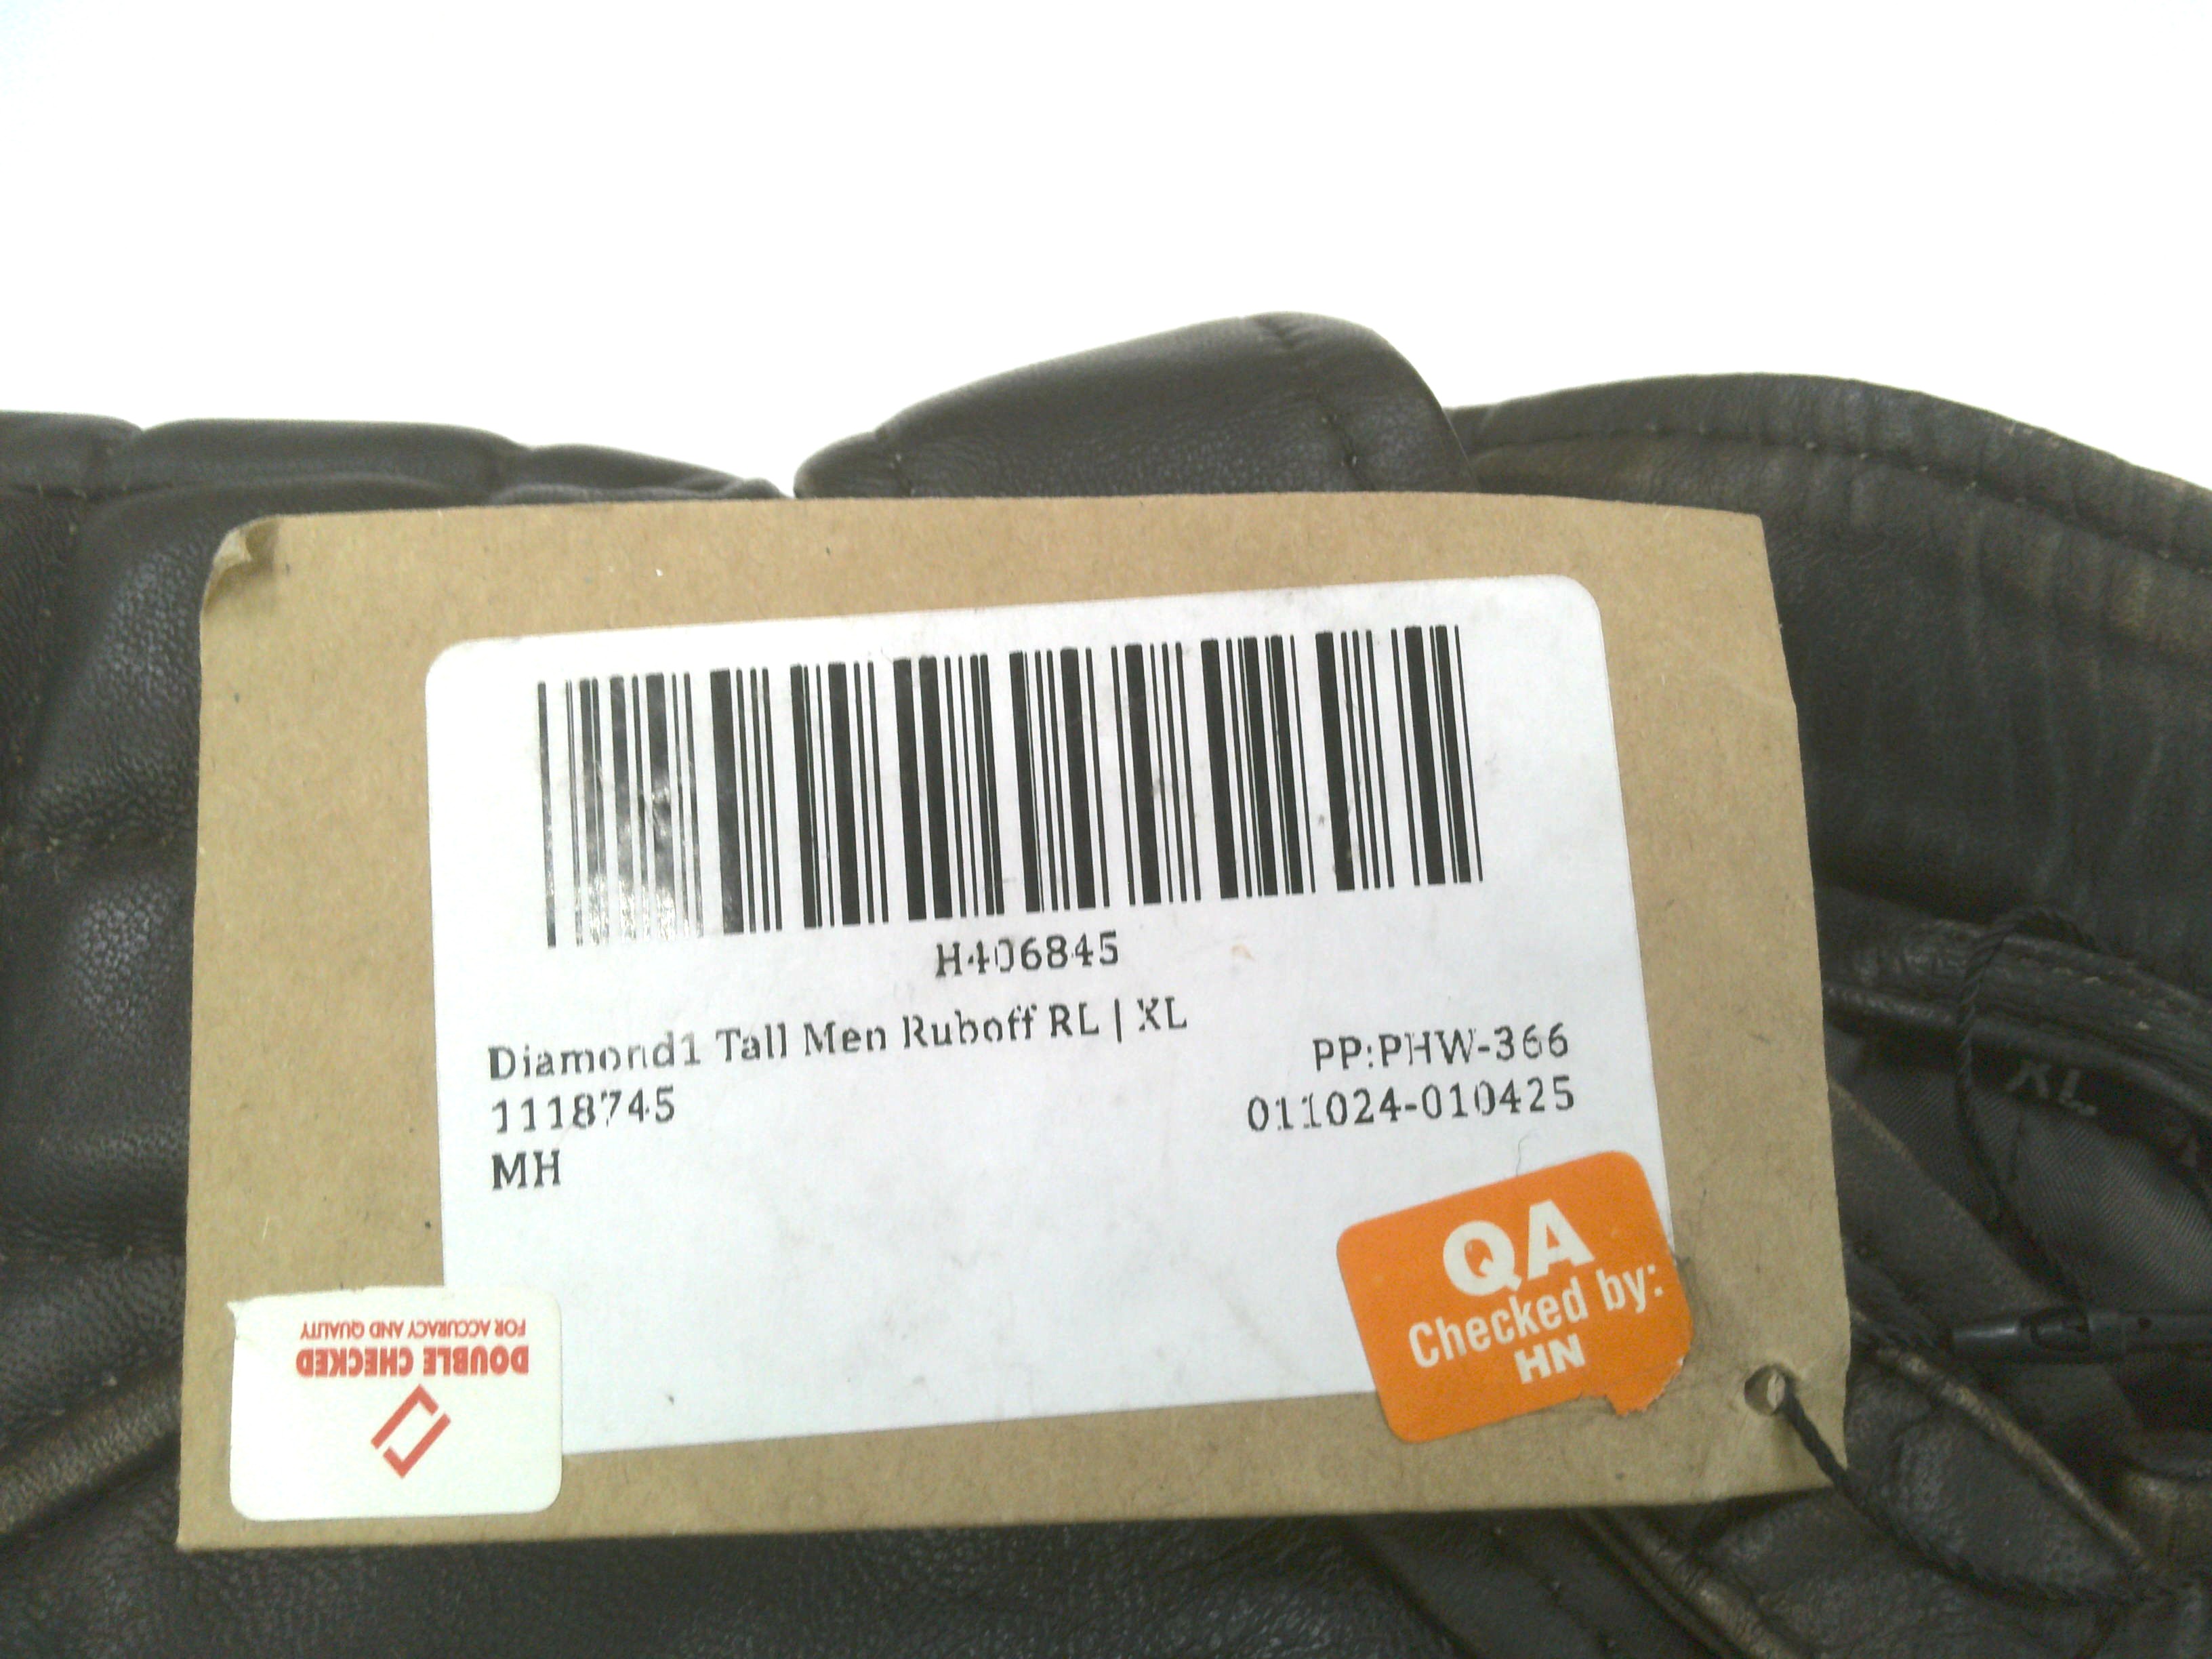 H406845
Diamond1 Tall Men Ruboff RL | XL
1118745
MH
PP:PHW-366
011024-010425
QA
Checked by:
HN
DOUBLE CHECKED
FOR ACCURACY AND QUALITY
XL